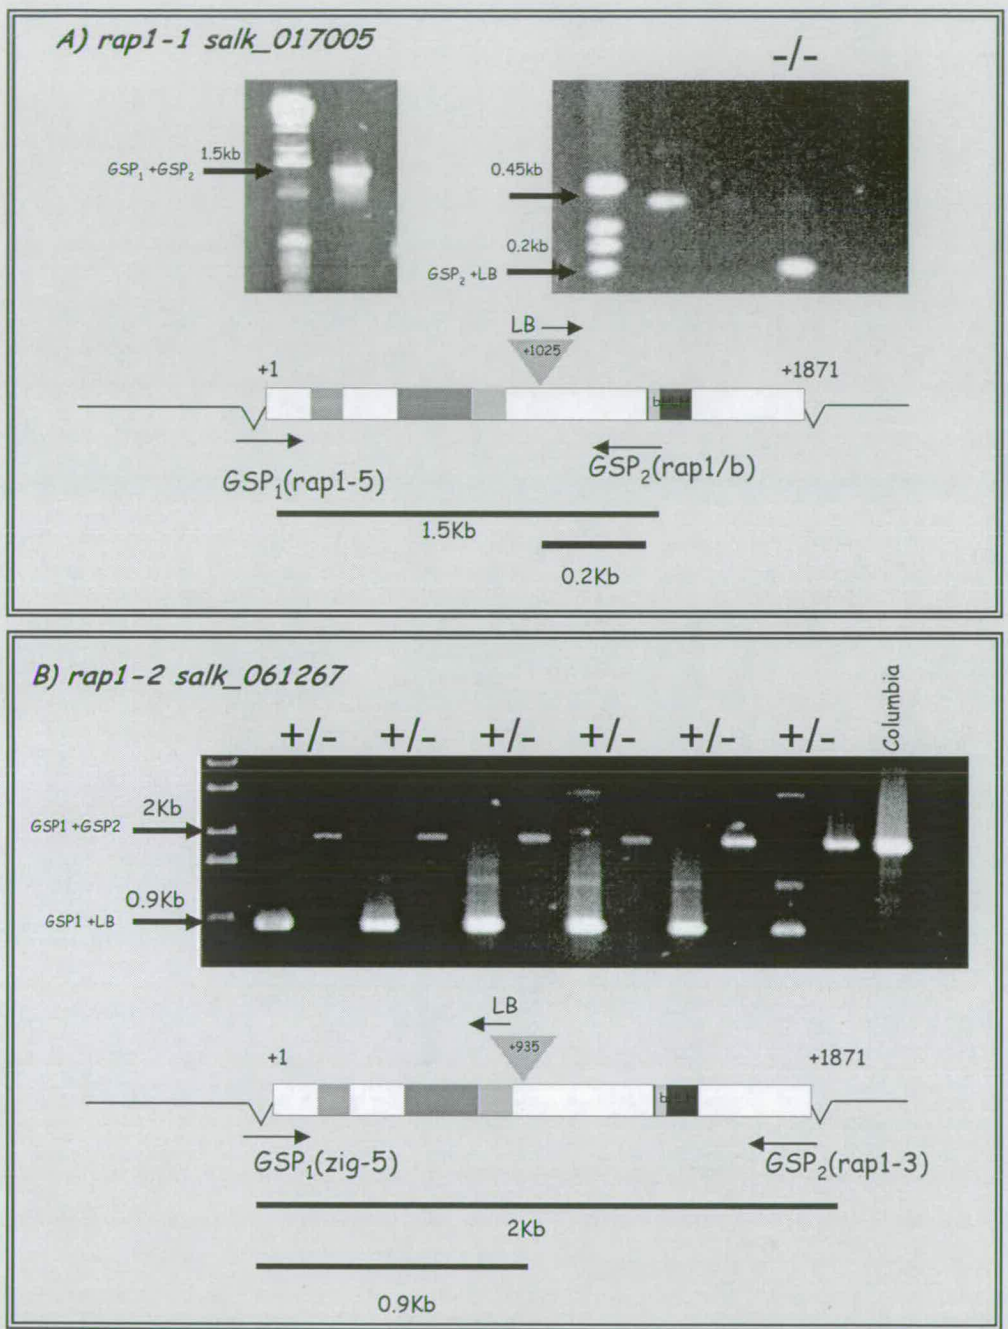 A) rap1-1 salk_017005
-/-
1.5kb
GSP1 +GSP2
0.45kb
0.2kb
GSP2 +LB
LB
+1025
+1
+1871
GSP1(rap1-5)
GSP2(rap1/b)
1.5Kb
0.2Kb
B) rap1-2 salk_061267
+/- +/- +/- +/- +/- +/- Columbia
2Kb
GSP1 +GSP2
0.9Kb
GSP1 +LB
LB
+935
+1
+1871
GSP1(zig-5)
GSP2(rap1-3)
2Kb
0.9Kb